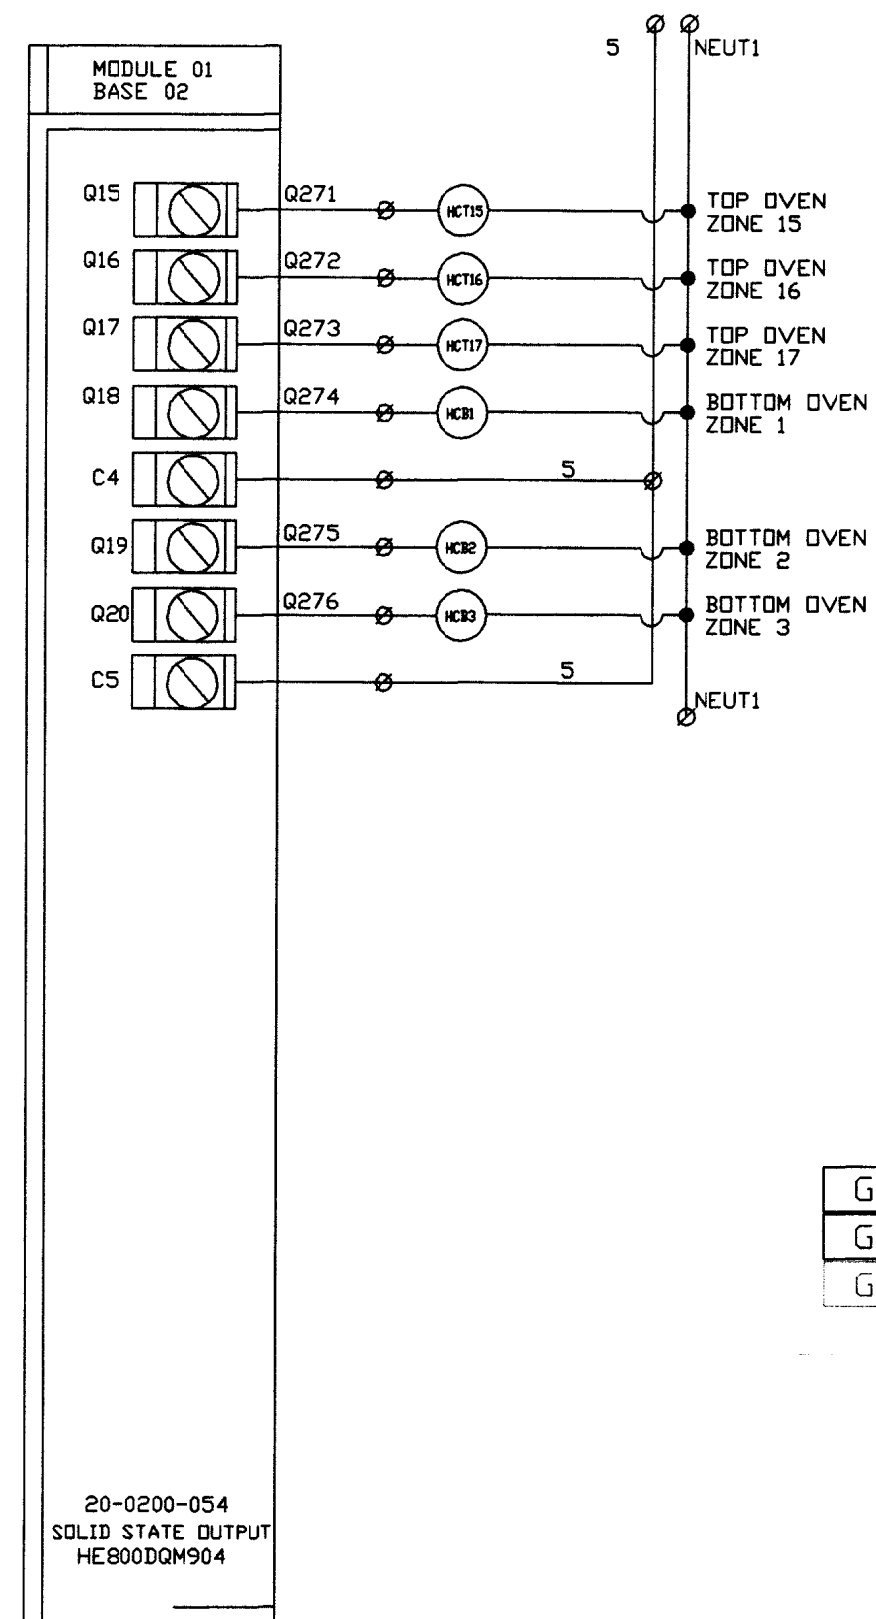 5
NEUT1
MODULE 01
BASE 02
Q15
Q271
HCT15
TOP OVEN
ZONE 15
Q16
Q272
HCT16
TOP OVEN
ZONE 16
Q17
Q273
HCT17
TOP OVEN
ZONE 17
Q18
Q274
HCB1
BOTTOM OVEN
ZONE 1
C4
5
Q19
Q275
HCB2
BOTTOM OVEN
ZONE 2
Q20
Q276
HCB3
BOTTOM OVEN
ZONE 3
C5
5
NEUT1
G
G
G
20-0200-054
SOLID STATE OUTPUT
HE800DQM904